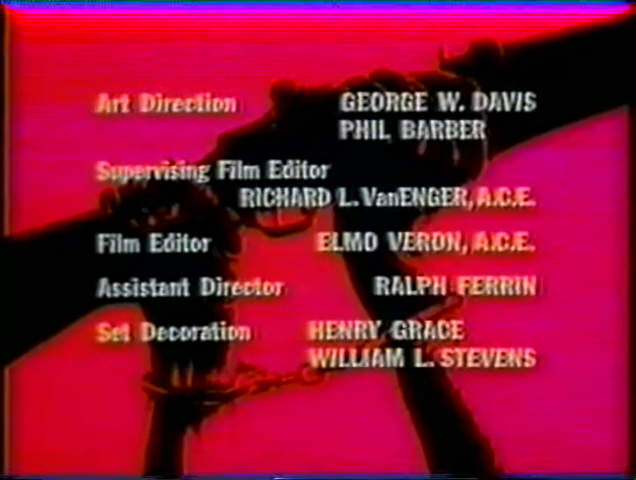 Art Direction GEORGE W. DAVIS
PHIL BARBER
Supervising Film Editor
RICHARD L. VanENGER, A.C.E.
Film Editor ELMO VERON, A.C.E.
Assistant Director RALPH FERRIN
Set Decoration HENRY GRACE
WILLIAM L. STEVENS